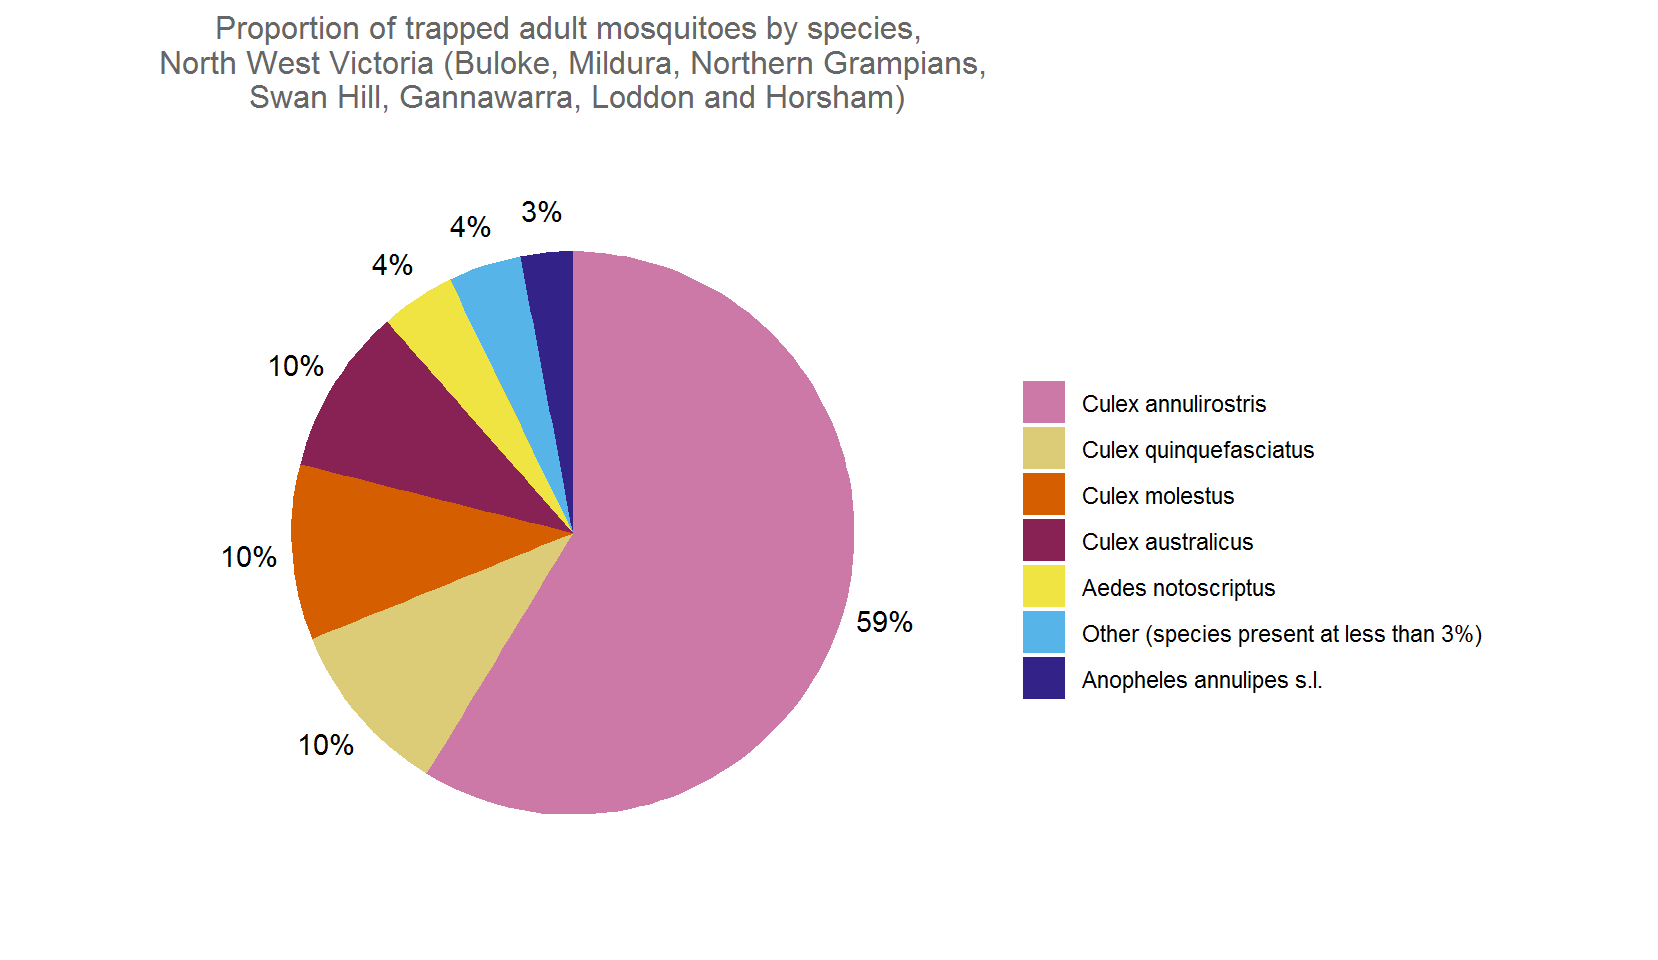 Proportion of trapped adult mosquitoes by species,
North West Victoria (Buloke, Mildura, Northern Grampians,
Swan Hill, Gannawarra, Loddon and Horsham)
3%
4%
4%
10%
10%
59%
10%
Culex annulirostris
Culex quinquefasciatus
Culex molestus
Culex australicus
Aedes notoscriptus
Other (species present at less than 3%)
Anopheles annulipes s.l.